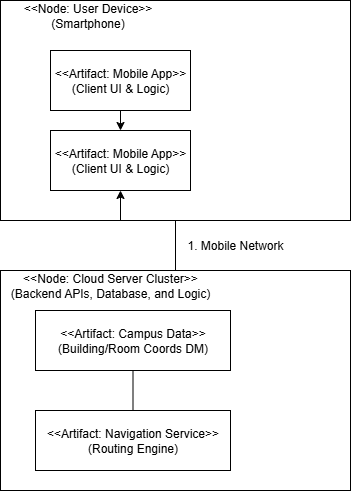 <<Node: User Device>>
(Smartphone)
<<Artifact: Mobile App>>
(Client UI & Logic)
<<Artifact: Mobile App>>
(Client UI & Logic)
1. Mobile Network
<<Node: Cloud Server Cluster>>
(Backend APIs, Database, and Logic)
<<Artifact: Campus Data>>
(Building/Room Coords DM)
<<Artifact: Navigation Service>>
(Routing Engine)